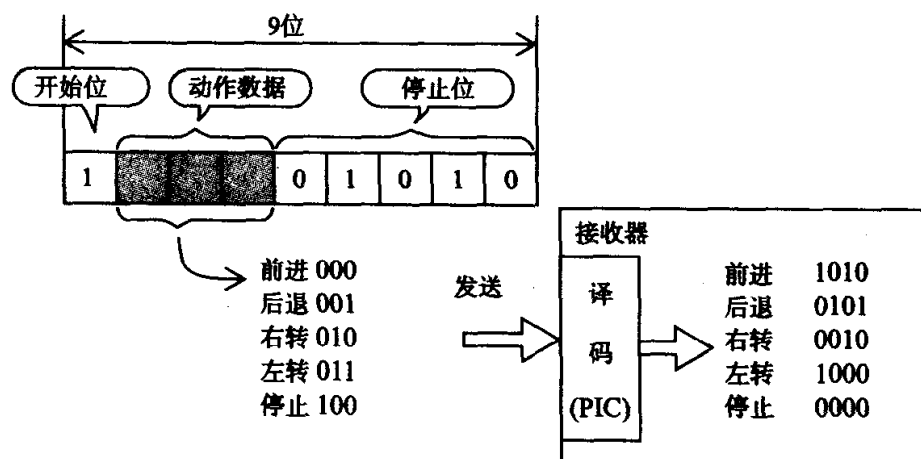 9位
开始位
动作数据
停止位
1 0 1 0 1 0
接收器
前进 000
后退 001
右转 010
左转 011
停止 100
发送
译
码
(PIC)
前进 1010
后退 0101
右转 0010
左转 1000
停止 0000